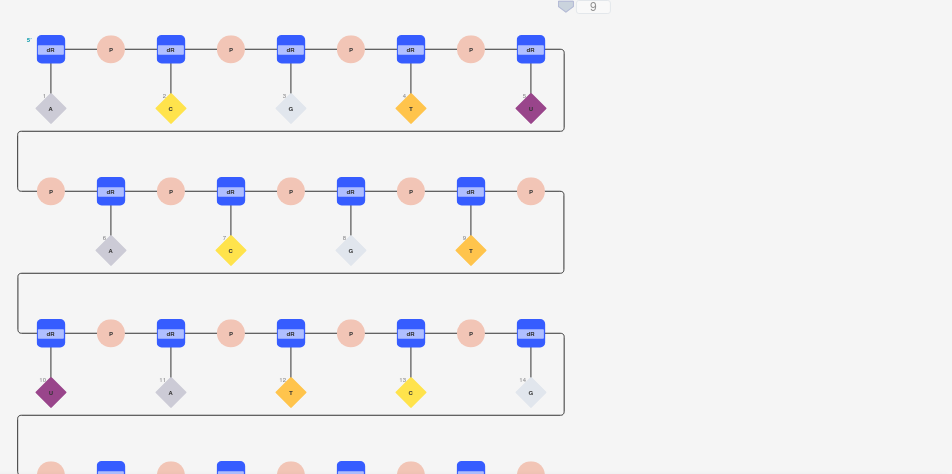 9
5' dR P dR P dR P dR P dR
1 2 3 4 5
A C G T U
P dR P dR P dR P dR P
6 7 8 9
A C G T
dR P dR P dR P dR P dR
10 11 12 13 14
U A T C G